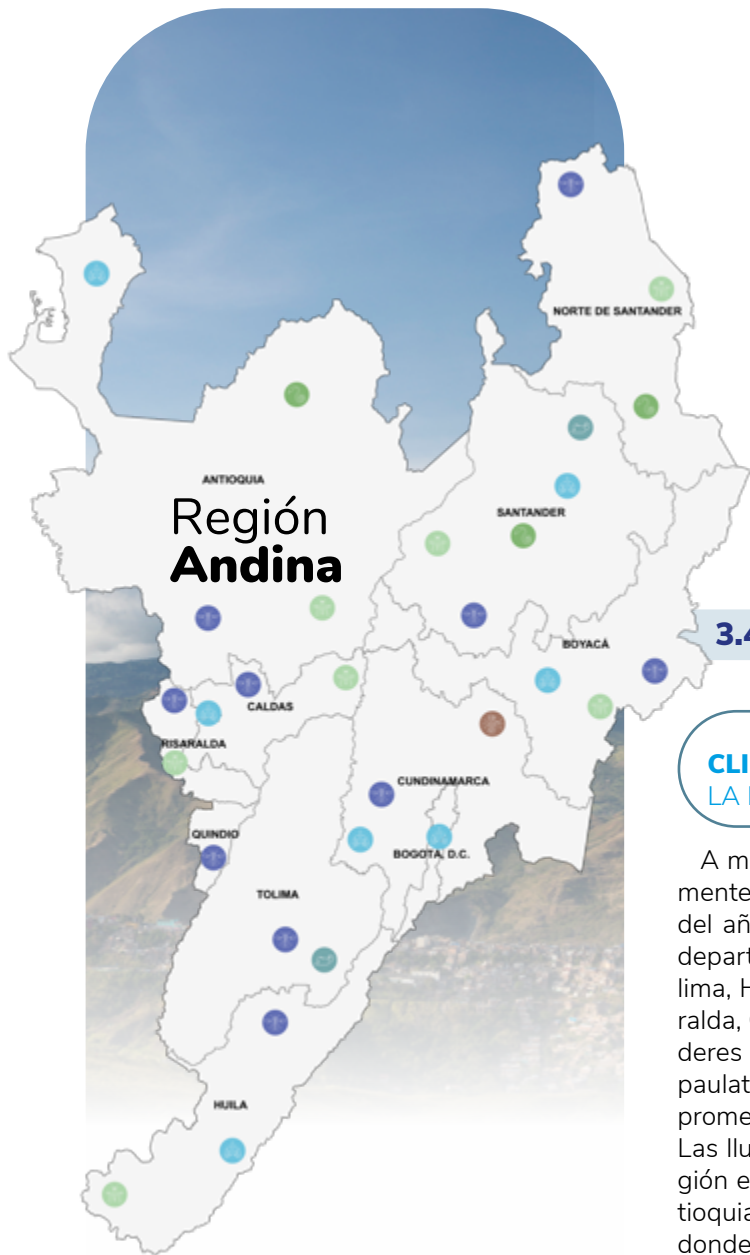 NORTE DE SANTANDER
ANTIOQUIA
Región
Andina
SANTANDER
BOYACÁ
3.4
CALDAS
RISARALDA
CUNDINAMARCA
QUINDIO
BOGOTA, D.C.
TOLIMA
HUILA
CLI
LA
A m
mente
del añ
depart
lima, H
ralda,
deres
paulat
prome
Las llu
gión e
tioquia
donde